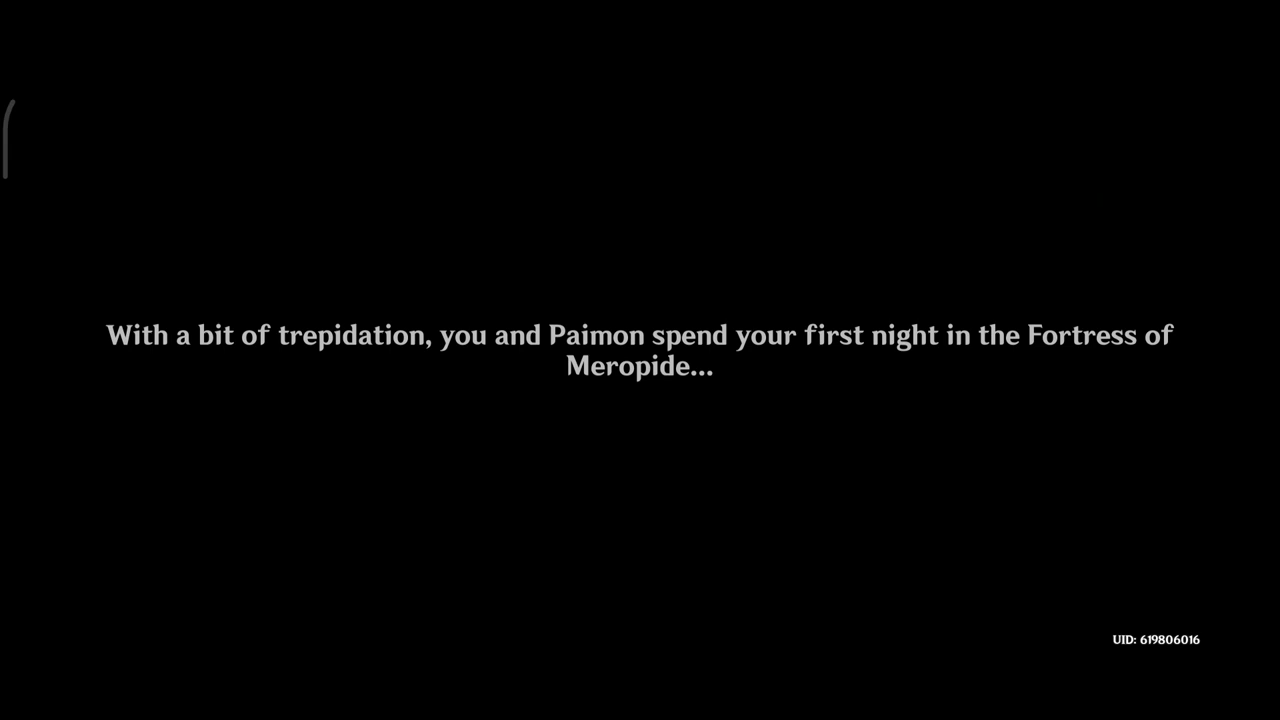 With a bit of trepidation, you and Paimon spend your first night in the Fortress of
Meropide...
UID: 619806016